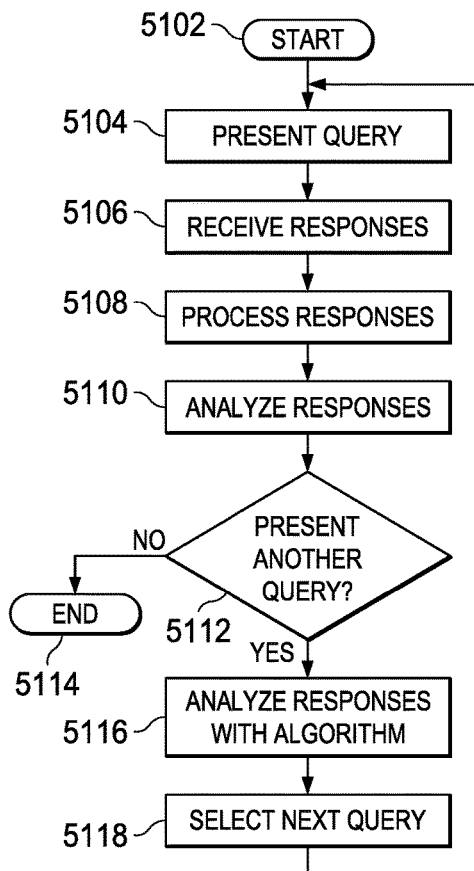 5102
START
5104
PRESENT QUERY
5106
RECEIVE RESPONSES
5108
PROCESS RESPONSES
5110
ANALYZE RESPONSES
PRESENT
ANOTHER
QUERY?
NO
5112
END
5114
YES
ANALYZE RESPONSES
WITH ALGORITHM
5116
SELECT NEXT QUERY
5118